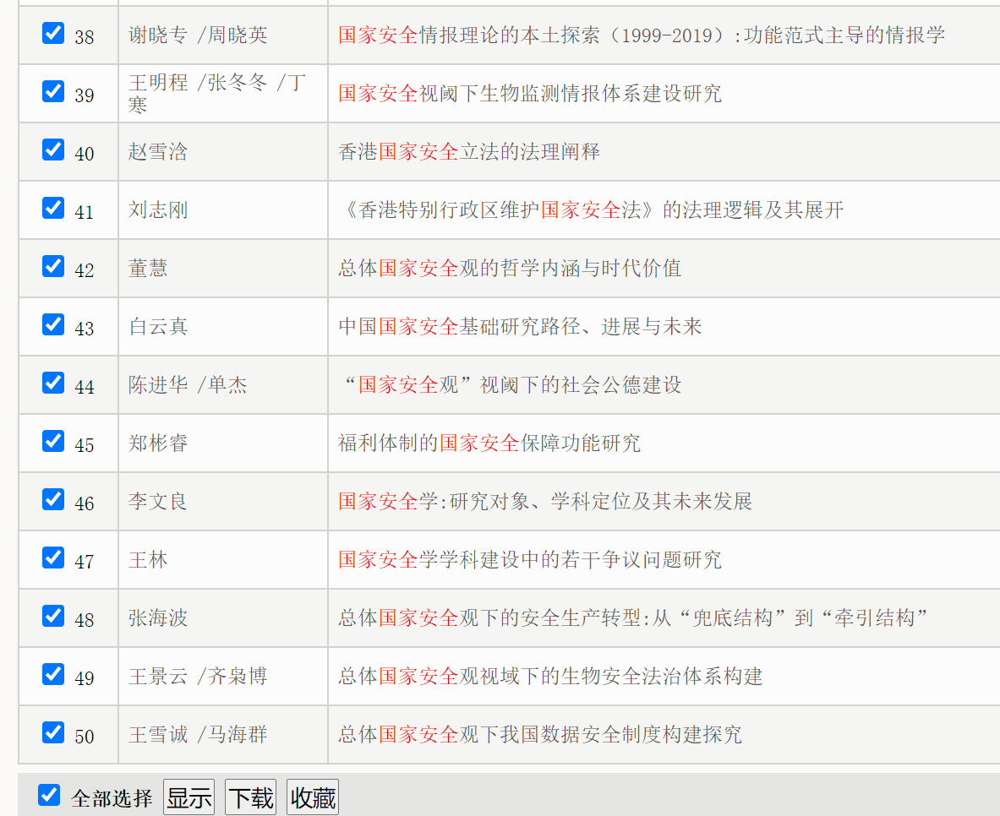 38 谢晓专 /周晓英 国家安全情报理论的本土探索（1999-2019）:功能范式主导的情报学
39 王明程 /张冬冬 /丁寒 国家安全视阈下生物监测情报体系建设研究
40 赵雪浛 香港国家安全立法的法理阐释
41 刘志刚 《香港特别行政区维护国家安全法》的法理逻辑及其展开
42 董慧 总体国家安全观的哲学内涵与时代价值
43 白云真 中国国家安全基础研究路径、进展与未来
44 陈进华 /单杰 “国家安全观”视阈下的社会公德建设
45 郑彬睿 福利体制的国家安全保障功能研究
46 李文良 国家安全学:研究对象、学科定位及其未来发展
47 王林 国家安全学学科建设中的若干争议问题研究
48 张海波 总体国家安全观下的安全生产转型:从“兜底结构”到“牵引结构”
49 王景云 /齐枭博 总体国家安全观视域下的生物安全法治体系构建
50 王雪诚 /马海群 总体国家安全观下我国数据安全制度构建探究
全部选择 显示 下载 收藏